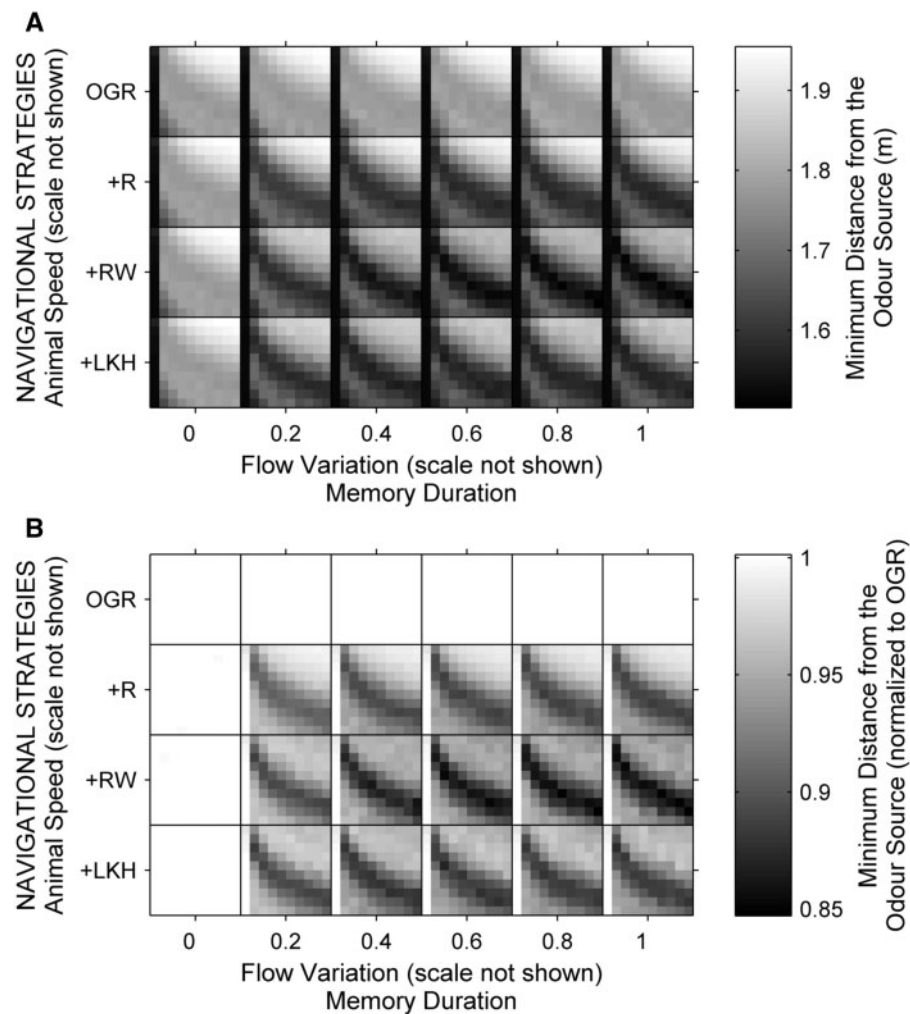 A
NAVIGATIONAL STRATEGIES
Animal Speed (scale not shown)
OGR
+R
+RW
+LKH
0 0.2 0.4 0.6 0.8 1
Flow Variation (scale not shown)
Memory Duration
1.9
1.8
1.7
1.6
Minimum Distance from the
Odour Source (m)
B
NAVIGATIONAL STRATEGIES
Animal Speed (scale not shown)
OGR
+R
+RW
+LKH
0 0.2 0.4 0.6 0.8 1
Flow Variation (scale not shown)
Memory Duration
1
0.95
0.9
0.85
Minimum Distance from the
Odour Source (normalized to OGR)